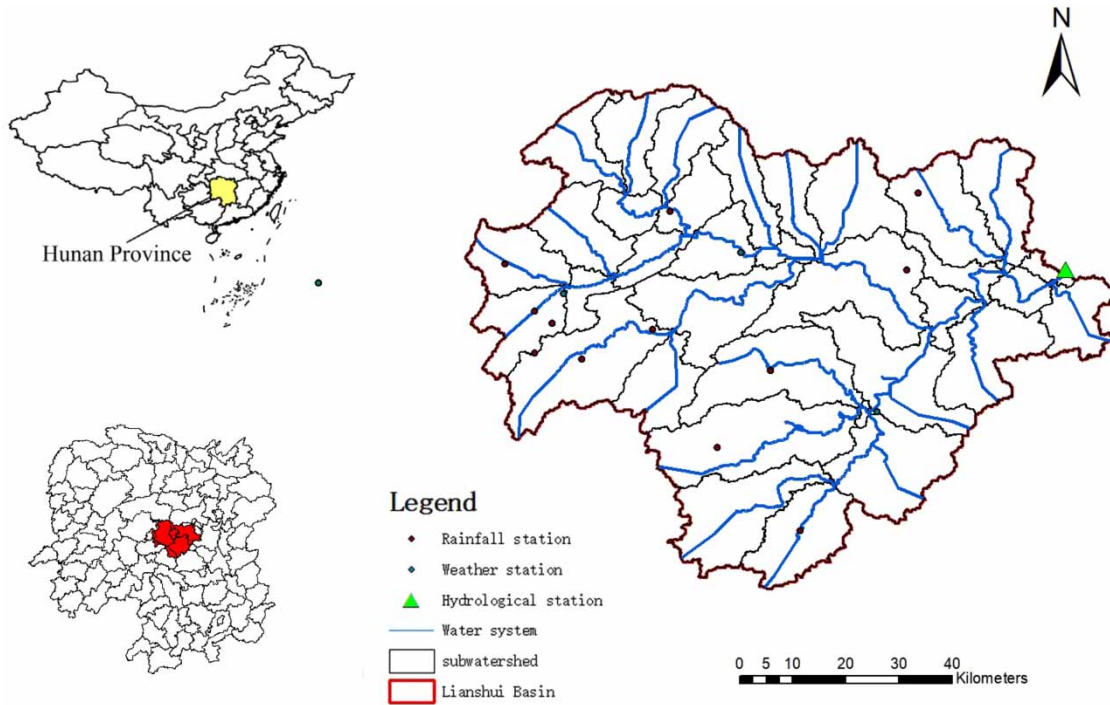 N
Hunan Province
Legend
Rainfall station
Weather station
Hydrological station
Water system
subwatershed
Lianshui Basin
0 5 10 20 30 40
Kilometers